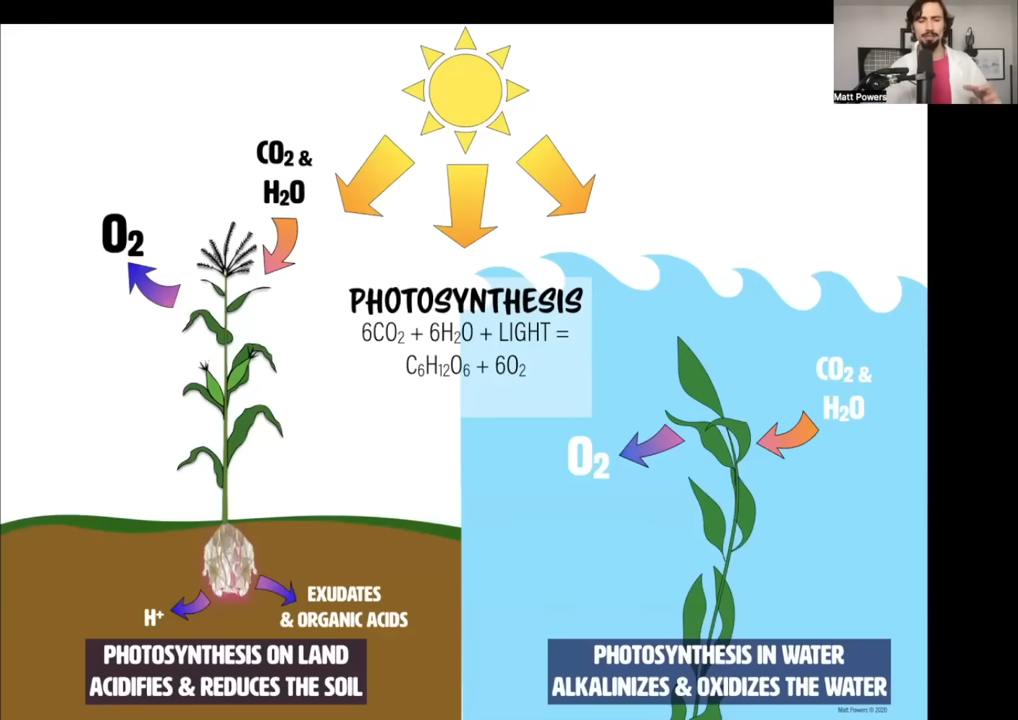 Matt Powers
CO₂ &
H₂O
O₂
PHOTOSYNTHESIS
6CO₂ + 6H₂O + LIGHT =
C₆H₁₂O₆ + 6O₂
CO₂ &
H₂O
O₂
H⁺
EXUDATES
& ORGANIC ACIDS
PHOTOSYNTHESIS ON LAND
ACIDIFIES & REDUCES THE SOIL
PHOTOSYNTHESIS IN WATER
ALKALINIZES & OXIDIZES THE WATER
Matt Powers © 2020